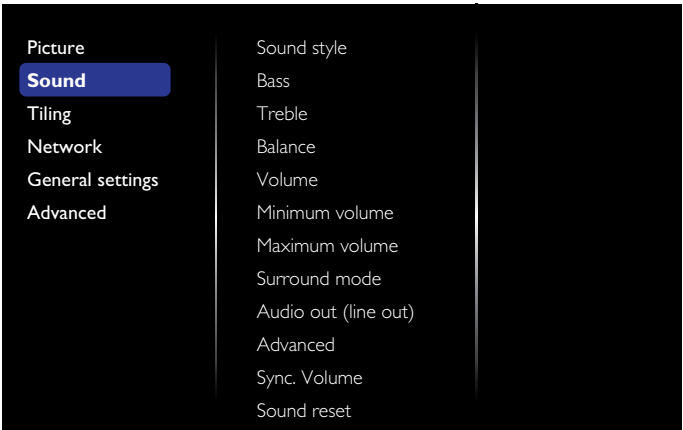 Picture
Sound
Tiling
Network
General settings
Advanced
Sound style
Bass
Treble
Balance
Volume
Minimum volume
Maximum volume
Surround mode
Audio out (line out)
Advanced
Sync. Volume
Sound reset